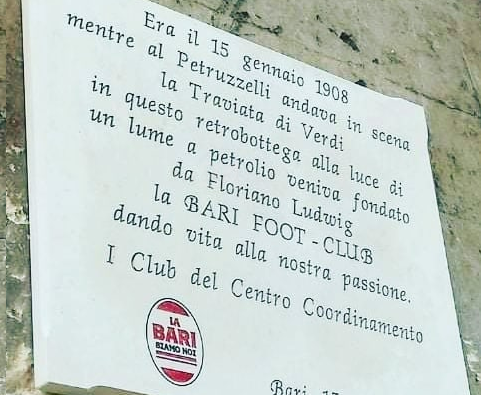 Era il 15 gennaio 1908
mentre al Petruzzelli andava in scena
la Traviata di Verdi
in questo retrobottega alla luce di
un lume a petrolio veniva fondato
da Floriano Ludwig
la BARI FOOT-CLUB
dando vita alla nostra passione.
I Club del Centro Coordinamento
LA
BARI
SIAMO NOI
Bari